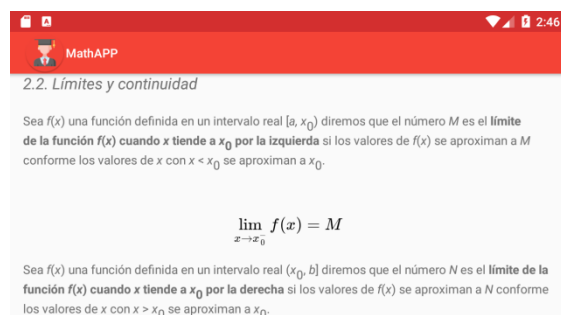 2:46
MathAPP
2.2. Límites y continuidad
Sea f(x) una función definida en un intervalo real [a, x₀) diremos que el número M es el límite
de la función f(x) cuando x tiende a x₀ por la izquierda si los valores de f(x) se aproximan a M
conforme los valores de x con x < x₀ se aproximan a x₀.
lim f(x) = M
x→x₀⁻
Sea f(x) una función definida en un intervalo real (x₀, b] diremos que el número N es el límite de la
función f(x) cuando x tiende a x₀ por la derecha si los valores de f(x) se aproximan a N conforme
los valores de x con x > x₀ se aproximan a x₀.